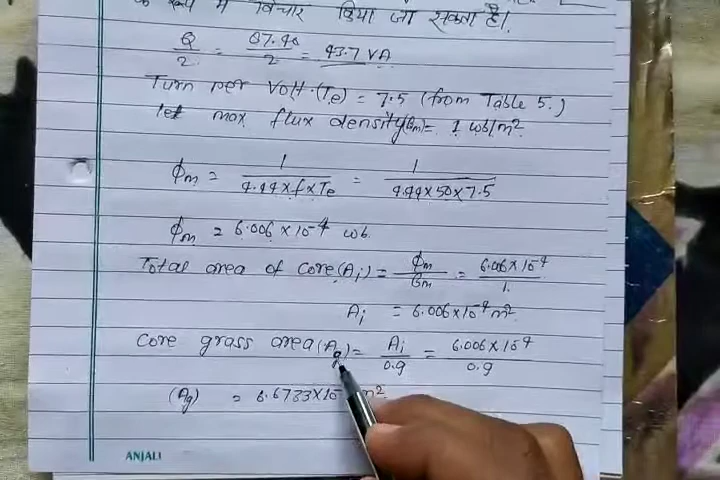 के रूप में विचार किया जा सकता है।
Q/2 = 87.40/2 = 43.7 VA
Turn per Volt (Te) = 7.5 (from Table 5.)
let max flux density(Bm)= 1 wb/m²
ϕm = 1/4.44×f×Te = 1/4.44×50×7.5
ϕm = 6.006×10⁻⁴ wb.
Total area of core(Ai) = ϕm/Bm = 6.006×10⁻⁴/1.
Ai = 6.006×10⁻⁴m²
Core grass area(Ag)= Ai/0.9 = 6.006×10⁻⁴/0.9
(Ag) = 6.6733×10 m²
ANJALI